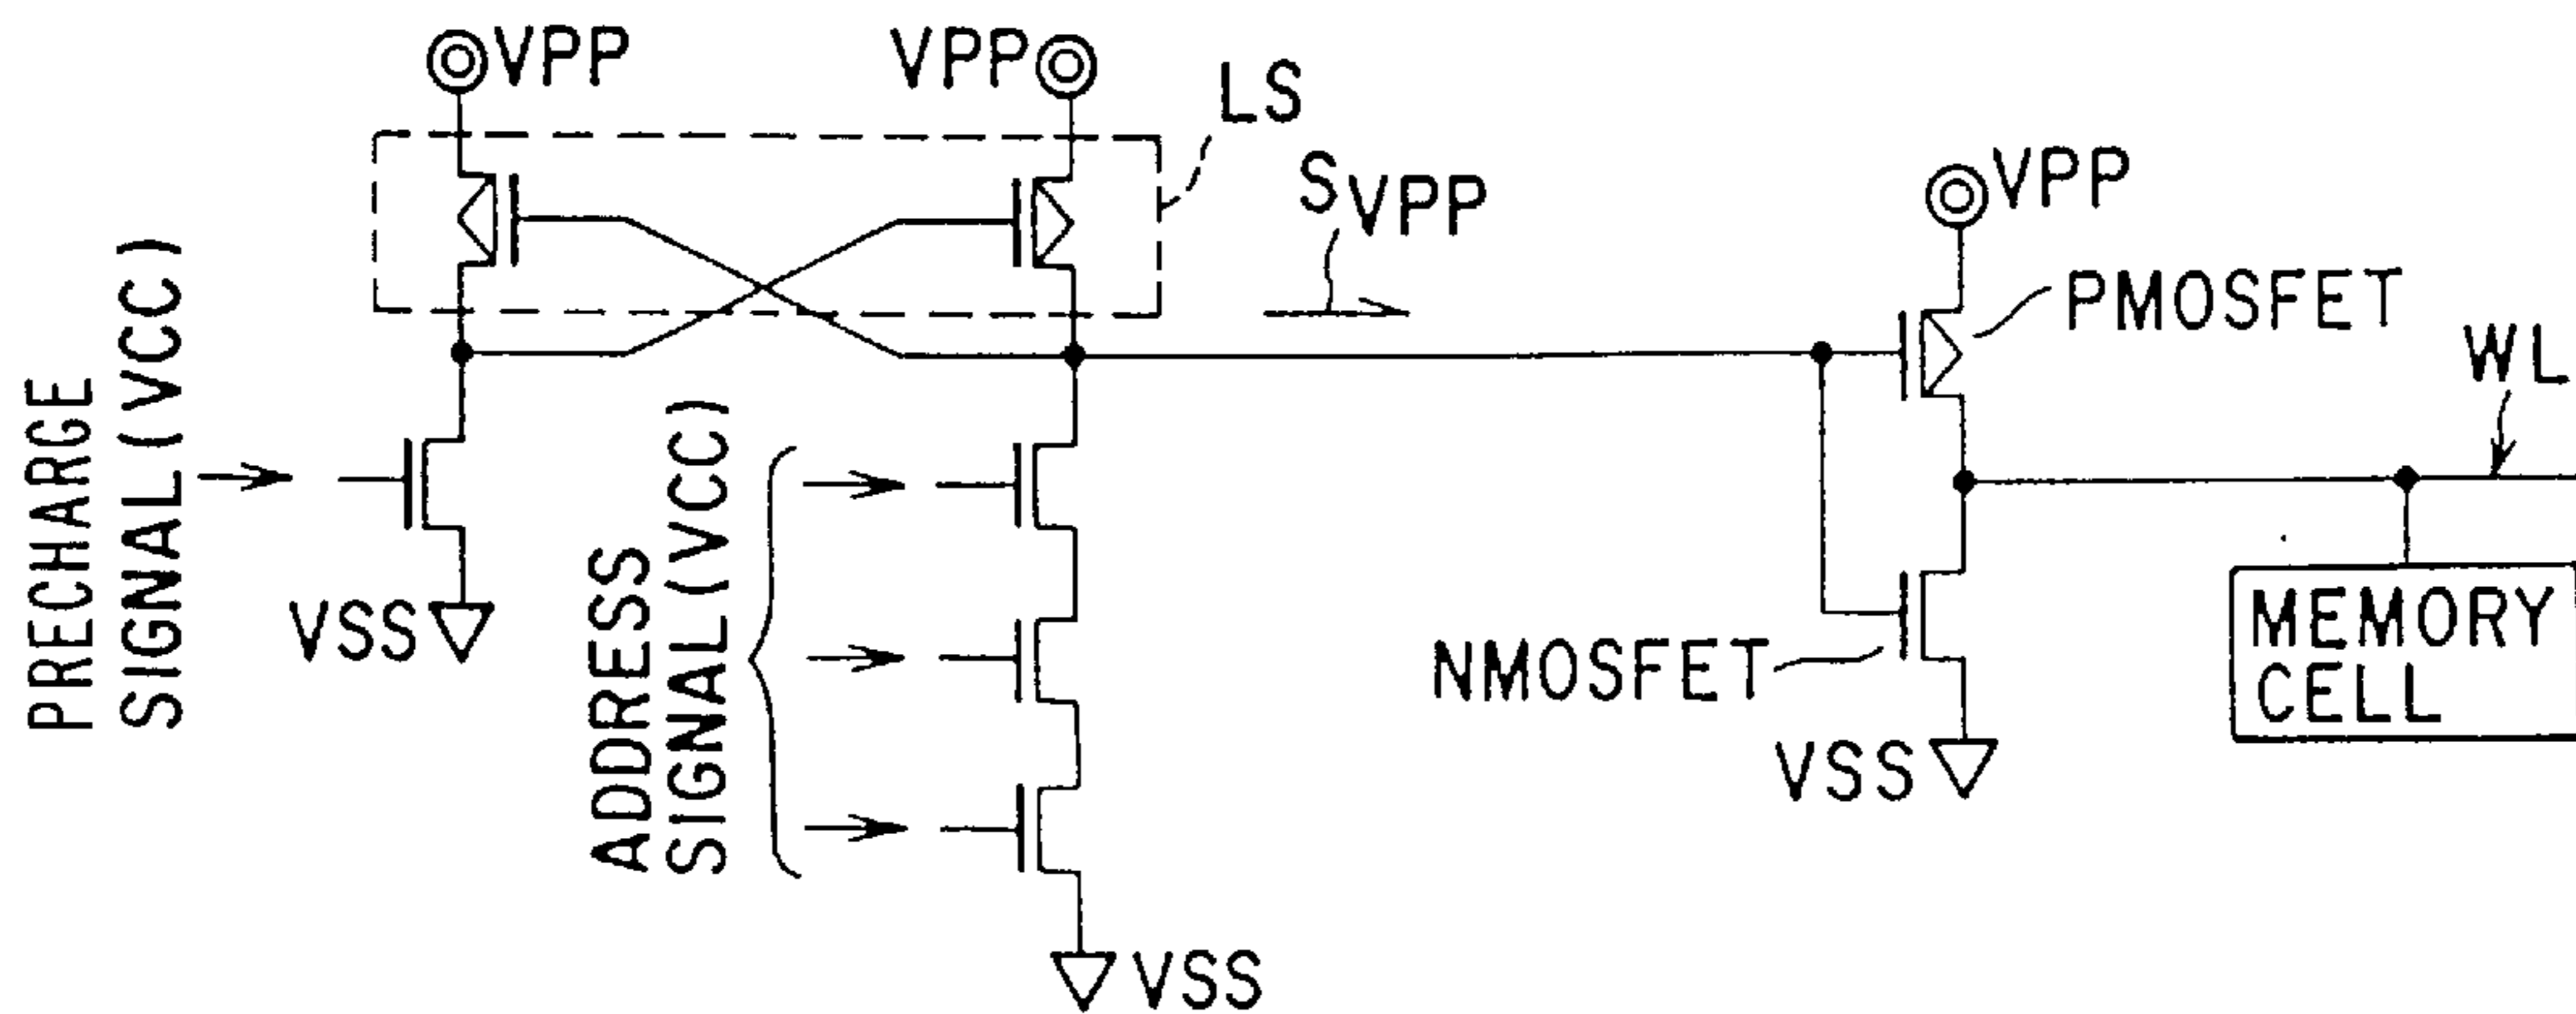 VPP
VPP
LS
SVPP
VPP
PMOSFET
WL
PRECHARGE
SIGNAL(VCC)
VSS
ADDRESS
SIGNAL(VCC)
NMOSFET
MEMORY
CELL
VSS
VSS